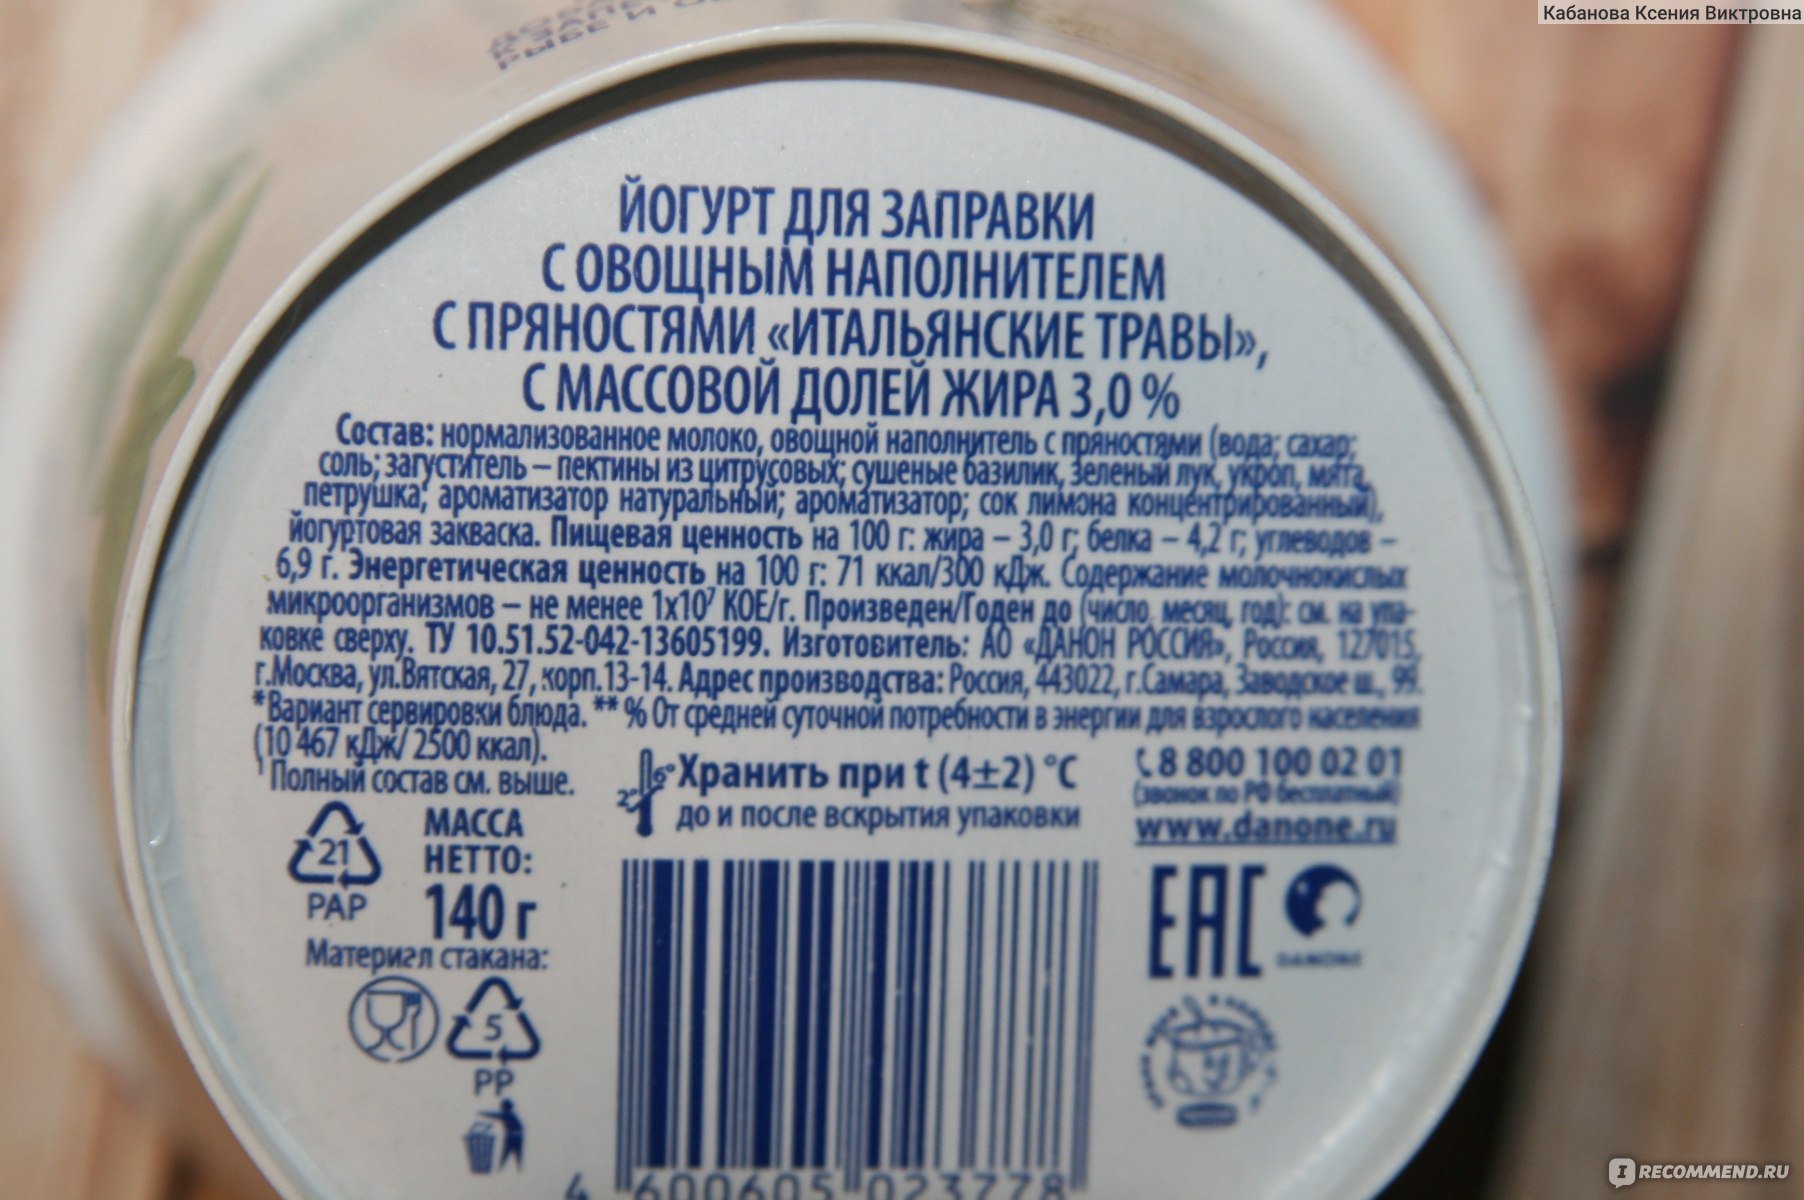 Кабанова Ксения Виктровна
РЫБЕ И
ЙОГУРТ ДЛЯ ЗАПРАВКИ
С ОВОЩНЫМ НАПОЛНИТЕЛЕМ
С ПРЯНОСТЯМИ «ИТАЛЬЯНСКИЕ ТРАВЫ»,
С МАССОВОЙ ДОЛЕЙ ЖИРА 3,0 %
Состав: нормализованное молоко, овощной наполнитель с пряностями (вода; сахар;
соль; загуститель – пектины из цитрусовых; сушеные базилик, зеленый лук, укроп, мята,
петрушка; ароматизатор натуральный; ароматизатор; сок лимона концентрированный),
йогуртовая закваска. Пищевая ценность на 100 г: жира – 3,0 г; белка – 4,2 г; углеводов –
6,9 г. Энергетическая ценность на 100 г: 71 ккал/300 кДж. Содержание молочнокислых
микроорганизмов – не менее 1х10⁷ КОЕ/г. Произведен/Годен до (число, месяц, год): см. на упа-
ковке сверху. ТУ 10.51.52-042-13605199. Изготовитель: АО «ДАНОН РОССИЯ», Россия, 127015,
г.Москва, ул.Вятская, 27, корп.13-14. Адрес производства: Россия, 443022, г.Самара, Заводское ш., 99.
*Вариант сервировки блюда. ** % От средней суточной потребности в энергии для взрослого населения
(10 467 кДж/ 2500 ккал).
¹ Полный состав см. выше.
2° 6° Хранить при t (4±2) °C
до и после вскрытия упаковки
8 800 100 02 01
(звонок по РФ бесплатный)
www.danone.ru
21
PAP
МАССА
НЕТТО:
140 г
Материал стакана:
5
PP
EAC
DANONE
4 600605 023778
I RECOMMEND.RU